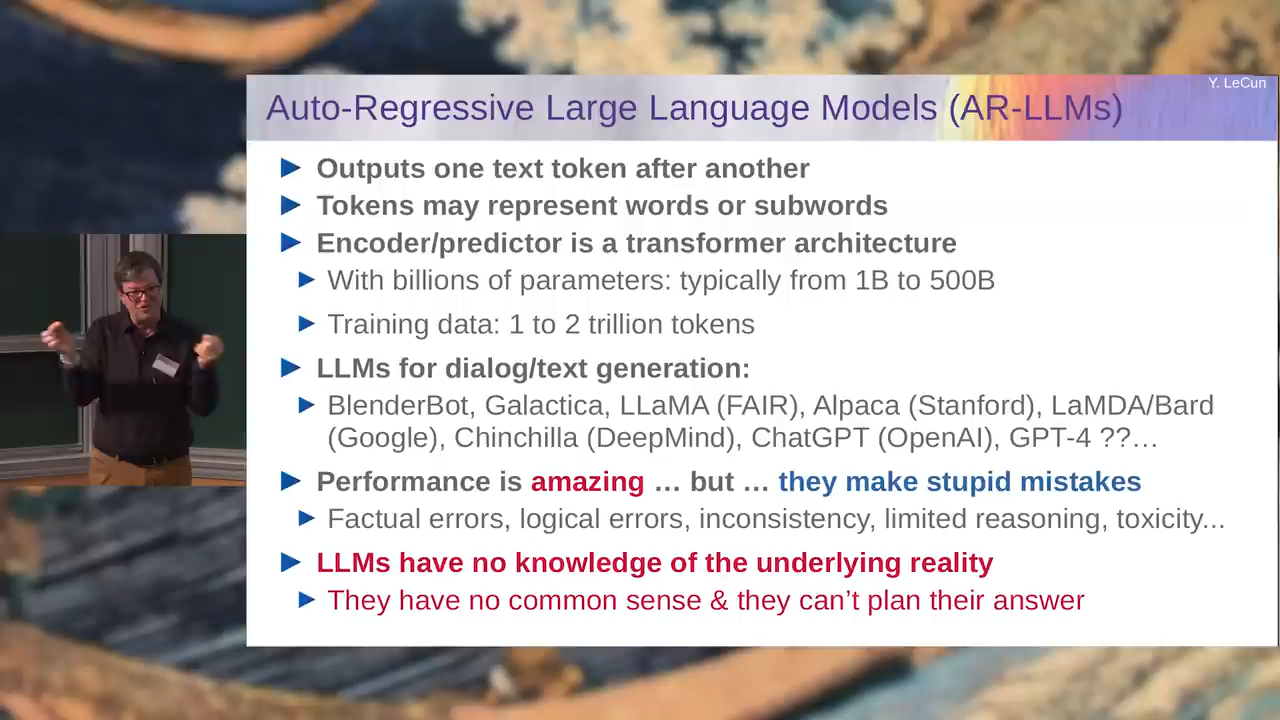 Y. LeCun
Auto-Regressive Large Language Models (AR-LLMs)
Outputs one text token after another
Tokens may represent words or subwords
Encoder/predictor is a transformer architecture
With billions of parameters: typically from 1B to 500B
Training data: 1 to 2 trillion tokens
LLMs for dialog/text generation:
BlenderBot, Galactica, LLaMA (FAIR), Alpaca (Stanford), LaMDA/Bard
(Google), Chinchilla (DeepMind), ChatGPT (OpenAI), GPT-4 ??…
Performance is amazing … but … they make stupid mistakes
Factual errors, logical errors, inconsistency, limited reasoning, toxicity...
LLMs have no knowledge of the underlying reality
They have no common sense & they can’t plan their answer